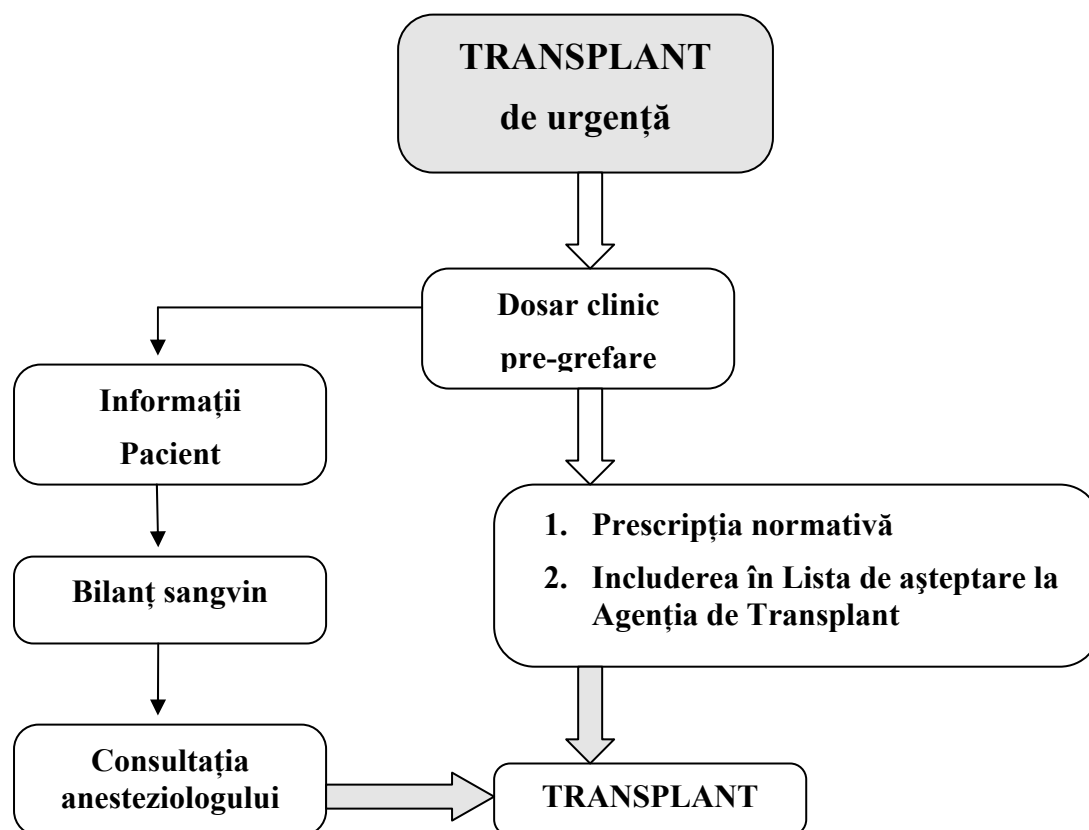 TRANSPLANT
de urgență
Dosar clinic
pre-grefare
Informații
Pacient
1. Prescripția normativă
2. Includerea în Lista de aşteptare la
Agenția de Transplant
Bilanț sangvin
Consultația
anesteziologului
TRANSPLANT